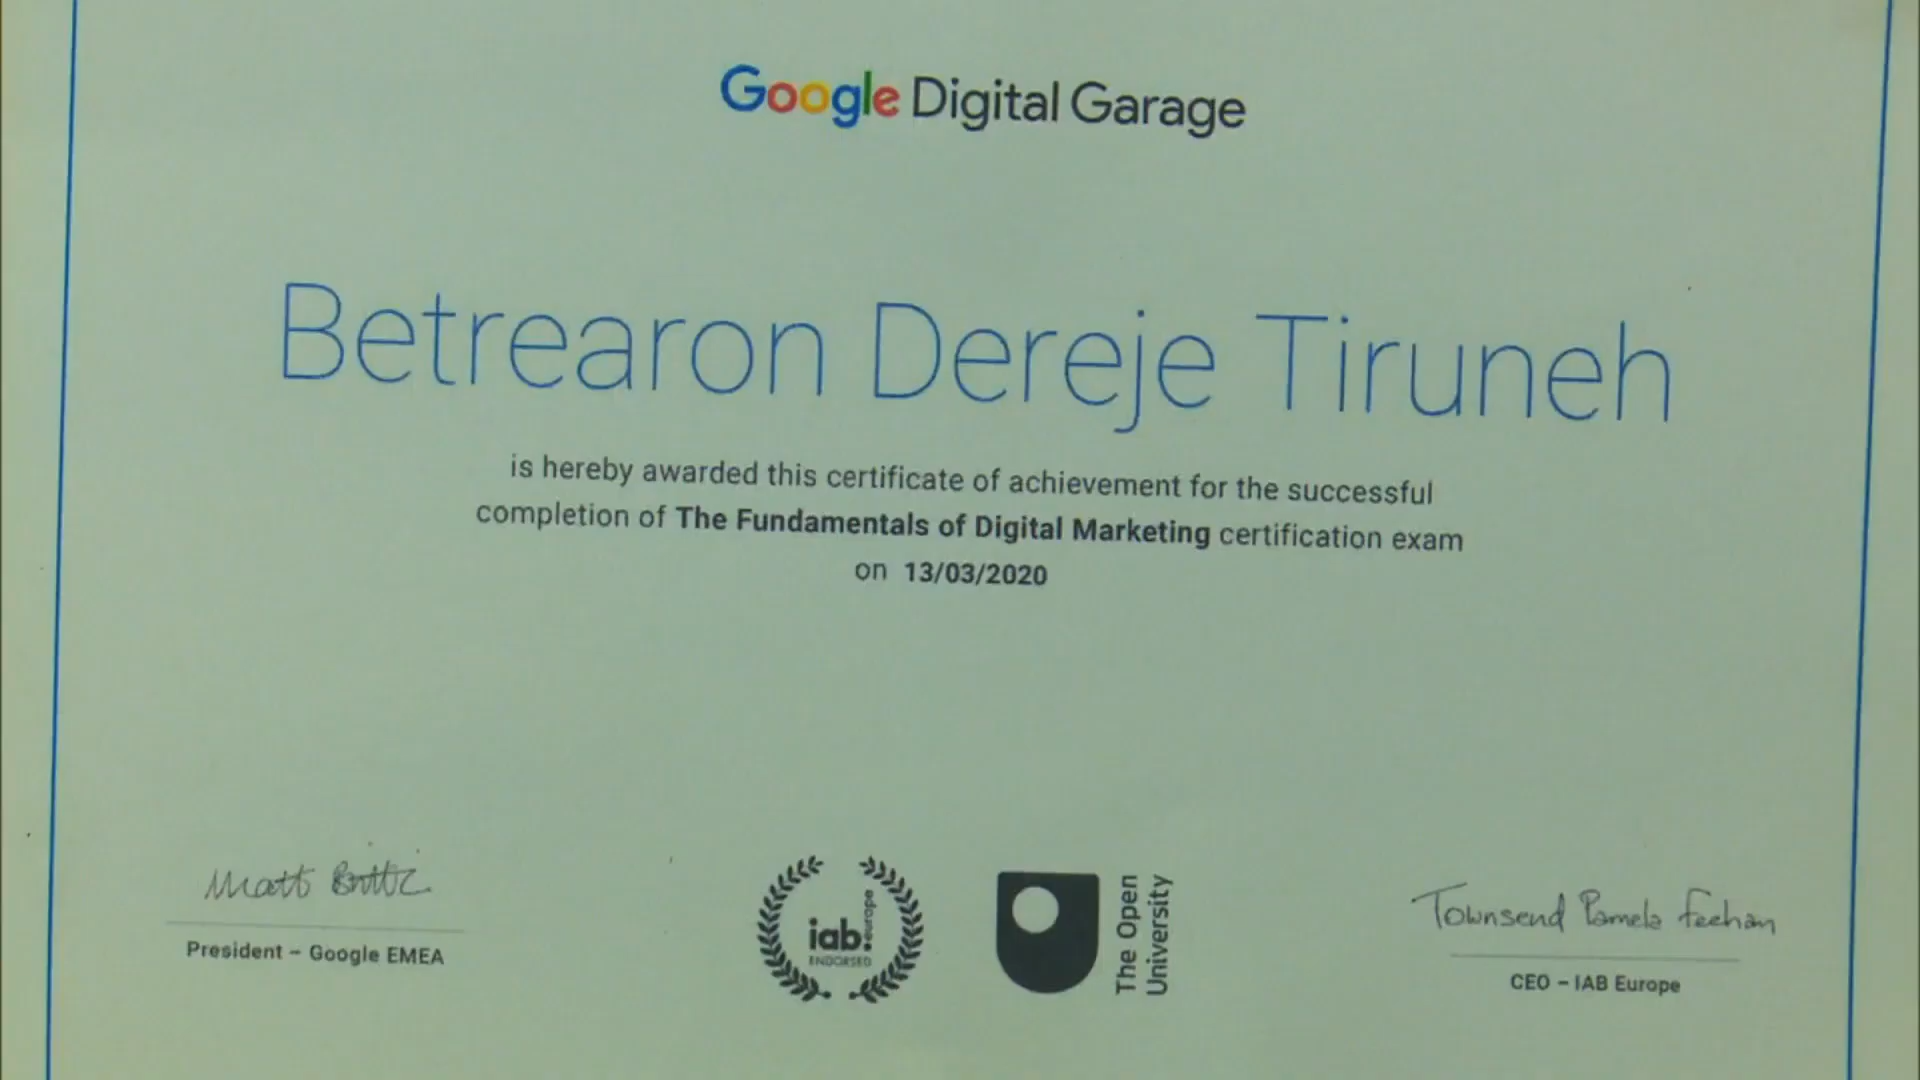 Google Digital Garage
Betrearon Dereje Tiruneh
is hereby awarded this certificate of achievement for the successful
completion of The Fundamentals of Digital Marketing certification exam
on 13/03/2020
Matt Brittin
President – Google EMEA
iab.europe
ENDORSED
The Open
University
Townsend Pamela Feehan
CEO – IAB Europe